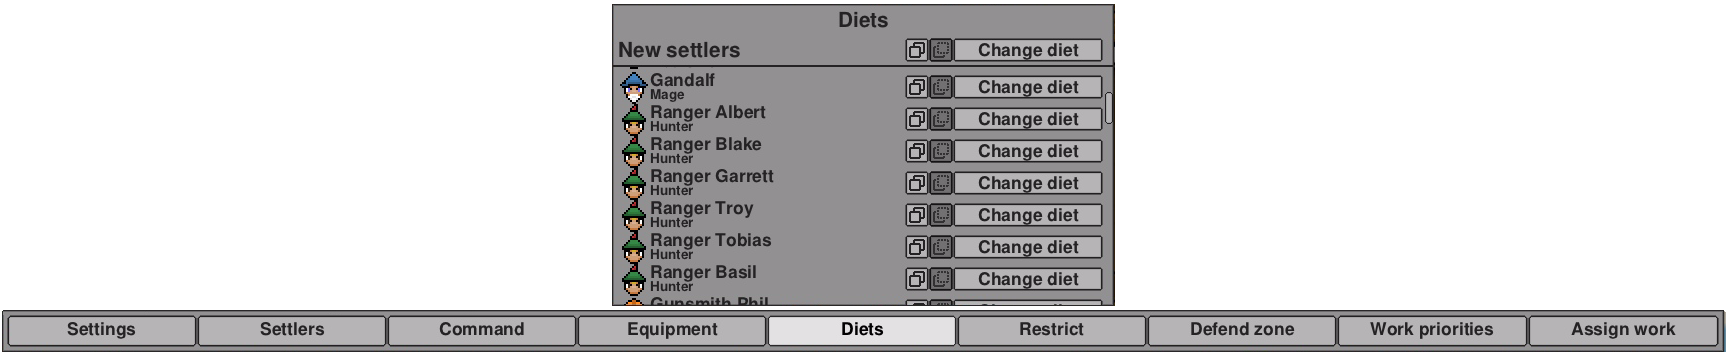 Diets
New settlers Change diet
Gandalf
Mage Change diet
Ranger Albert
Hunter Change diet
Ranger Blake
Hunter Change diet
Ranger Garrett
Hunter Change diet
Ranger Troy
Hunter Change diet
Ranger Tobias
Hunter Change diet
Ranger Basil
Hunter Change diet
Gunsmith Phil
Settings Settlers Command Equipment Diets Restrict Defend zone Work priorities Assign work